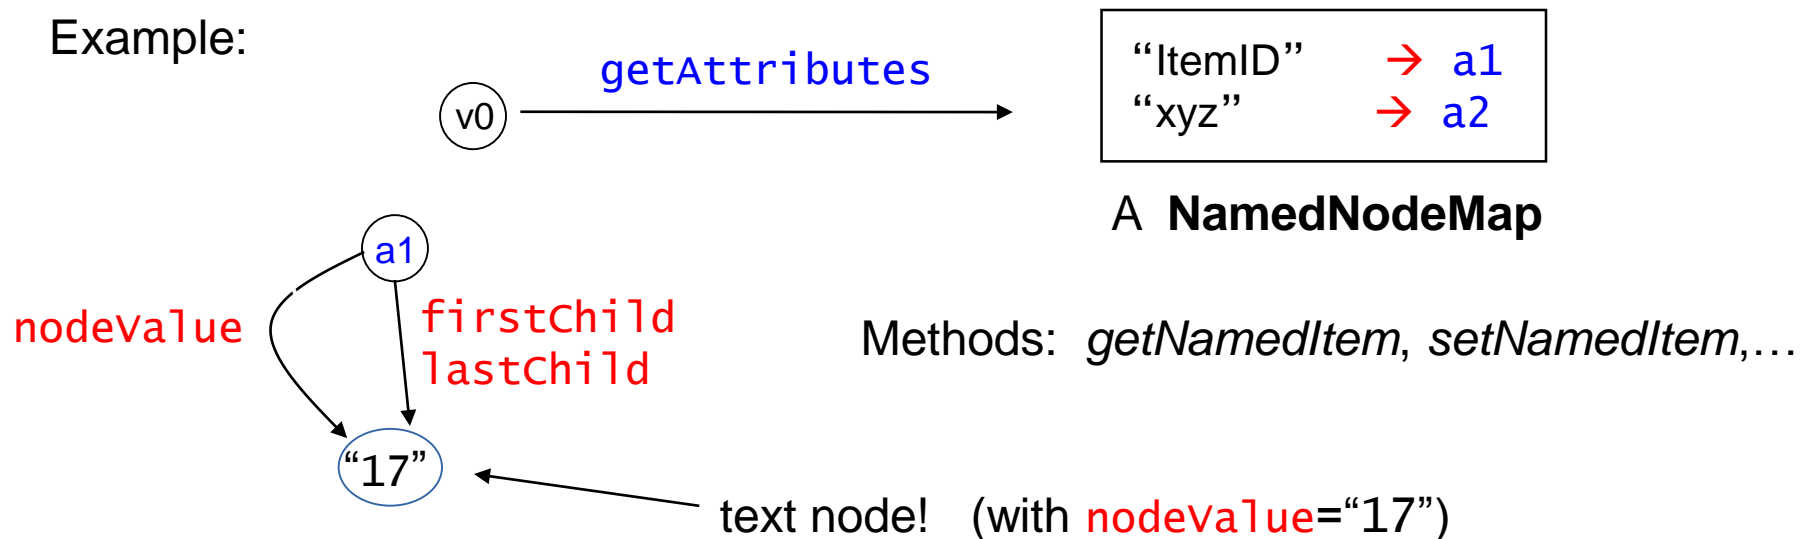 Example:
getAttributes
v0
“ItemID” → a1
“xyz” → a2
A NamedNodeMap
a1
nodeValue
firstChild
lastChild
Methods: getNamedItem, setNamedItem,…
“17”
text node! (with nodeValue=“17”)